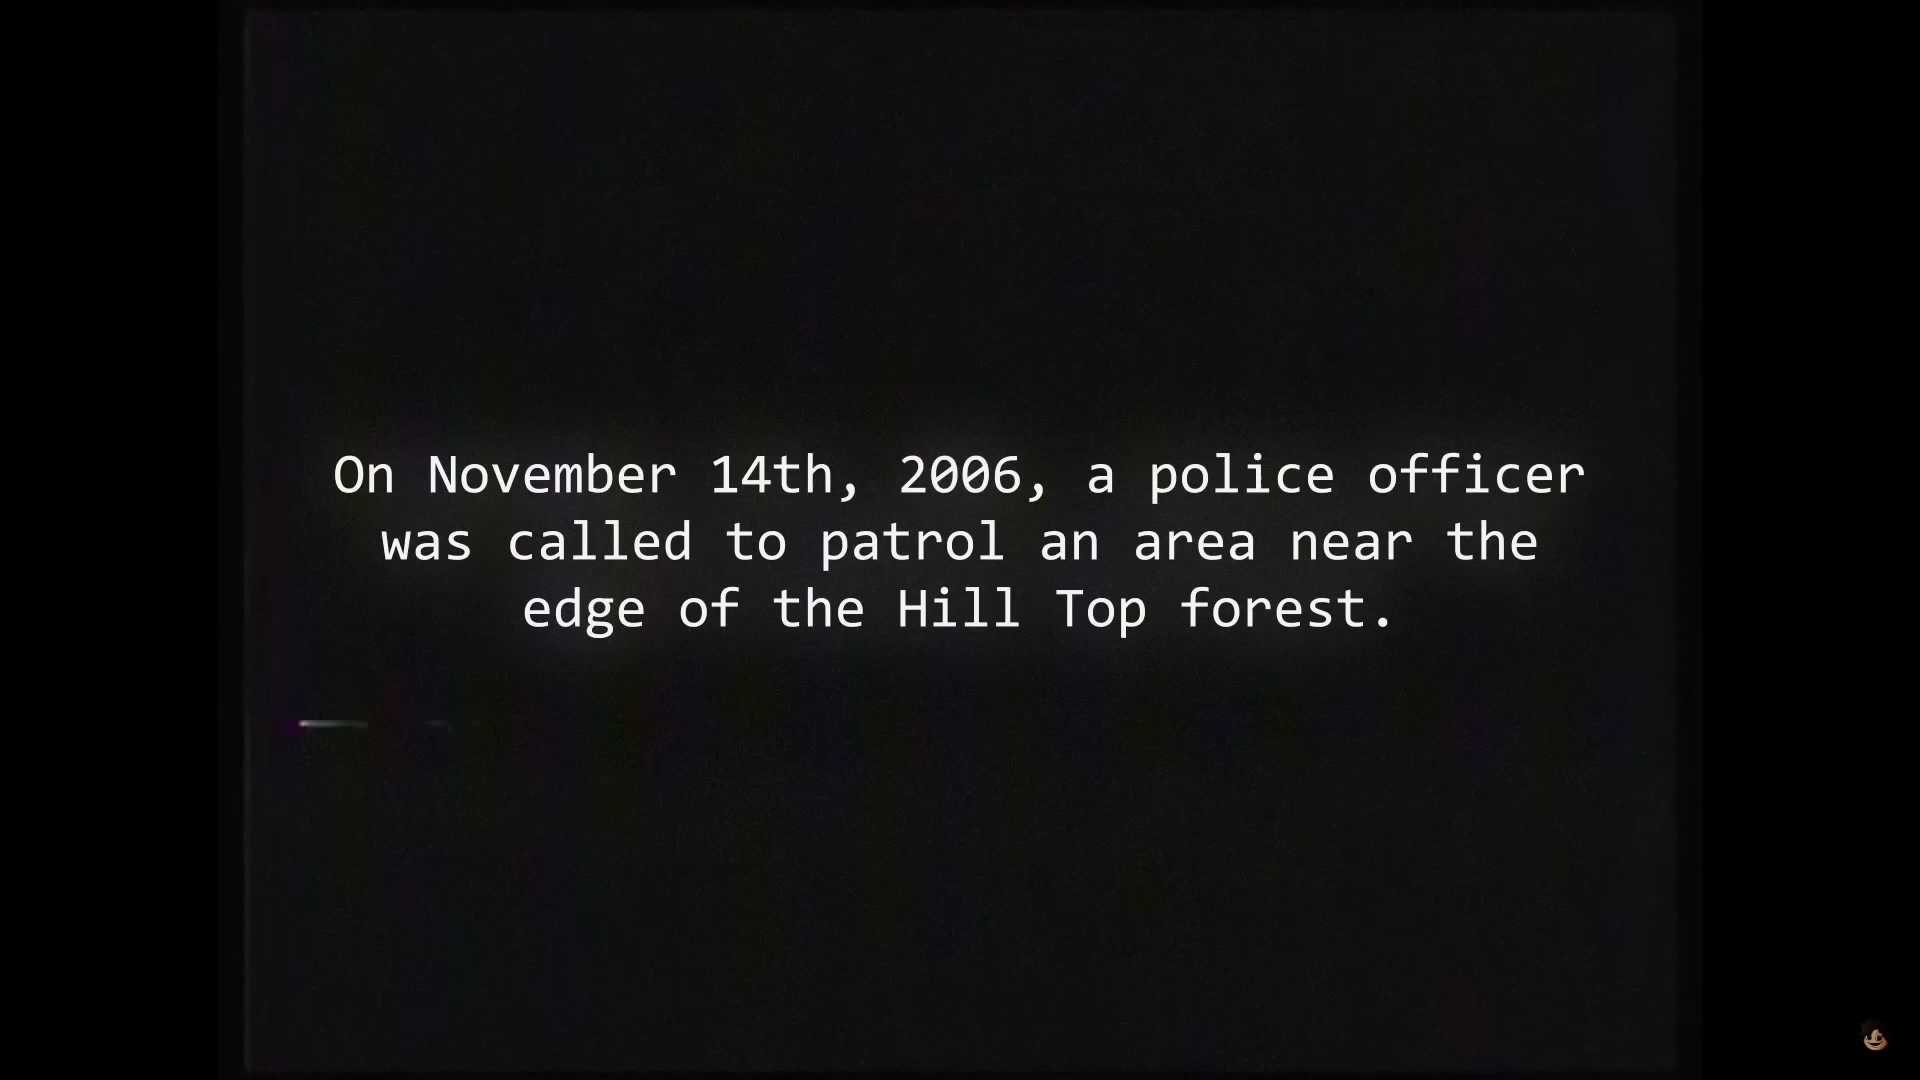 On November 14th, 2006, a police officer
was called to patrol an area near the
edge of the Hill Top forest.